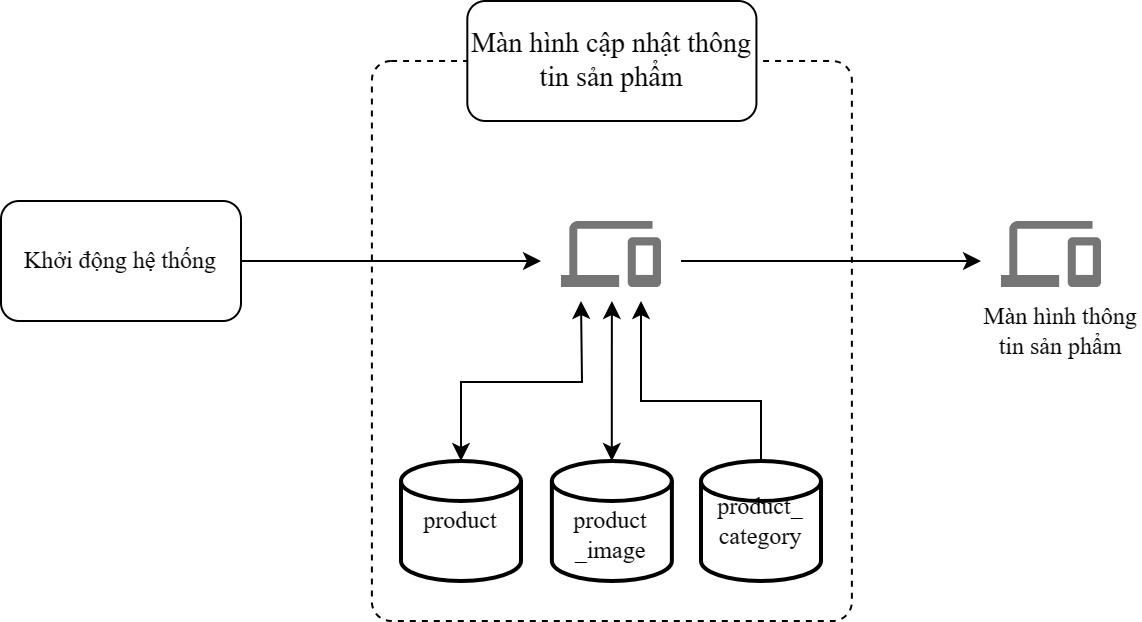 Màn hình cập nhật thông
tin sản phẩm
Khởi động hệ thống
Màn hình thông
tin sản phẩm
product
product
_image
product_
category